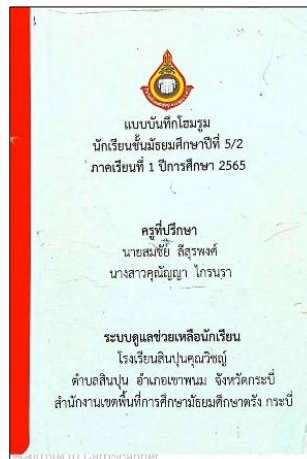 แบบบันทึกโฮมรูม
นักเรียนชั้นมัธยมศึกษาปีที่ 5/2
ภาคเรียนที่ 1 ปีการศึกษา 2565
ครูที่ปรึกษา
นายสมชัย ลีสุรพงศ์
นางสาวคุณัญญา ไกรนรา
ระบบดูแลช่วยเหลือนักเรียน
โรงเรียนสินปุนคุณวิชญ์
ตำบลสินปุน อำเภอเขาพนม จังหวัดกระบี่
สำนักงานเขตพื้นที่การศึกษามัธยมศึกษาตรัง กระบี่
CamScanner